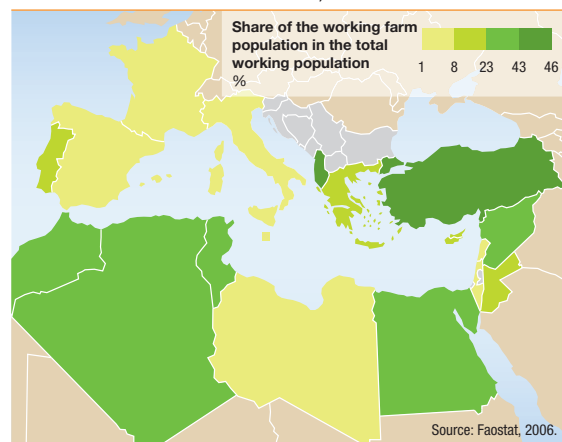 Share of the working farm
population in the total
working population
%
1 8 23 43 46
Source: Faostat, 2006.